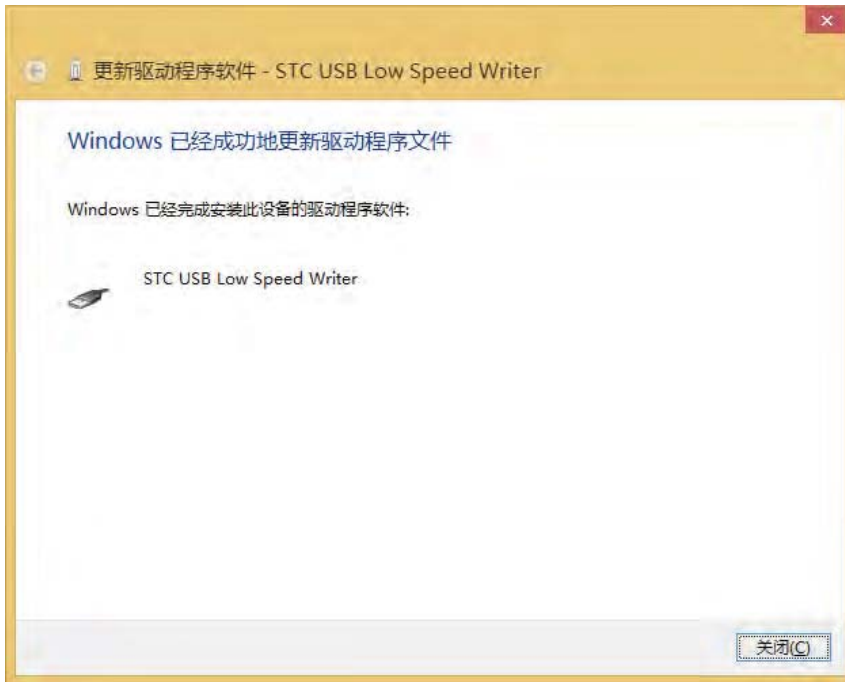 更新驱动程序软件 - STC USB Low Speed Writer
Windows 已经成功地更新驱动程序文件
Windows 已经完成安装此设备的驱动程序软件:
STC USB Low Speed Writer
关闭(C)